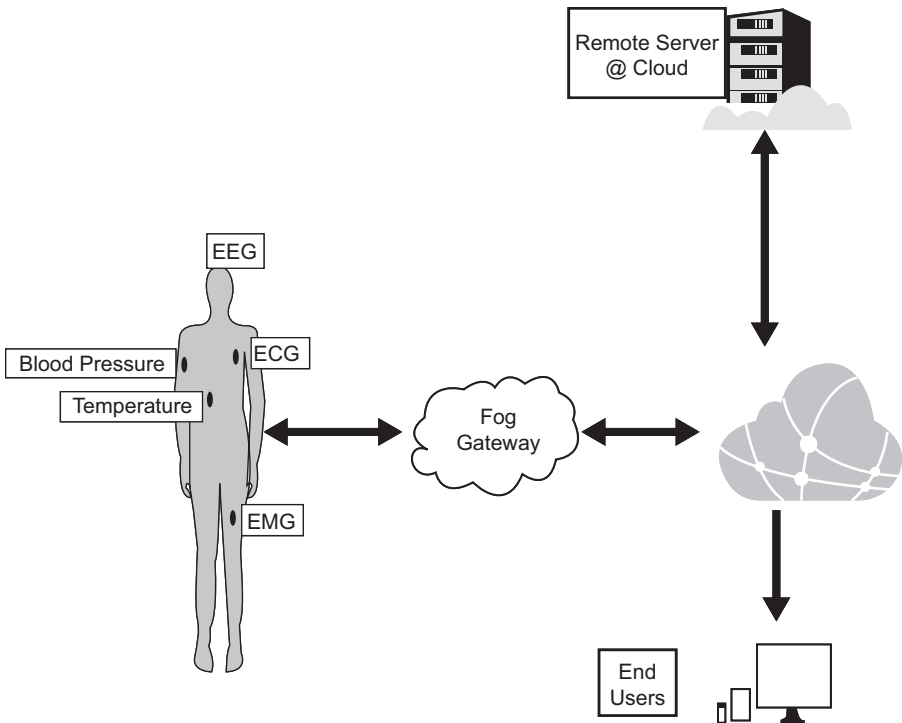 Remote Server
@ Cloud
EEG
ECG
Blood Pressure
Temperature
Fog
Gateway
EMG
End
Users